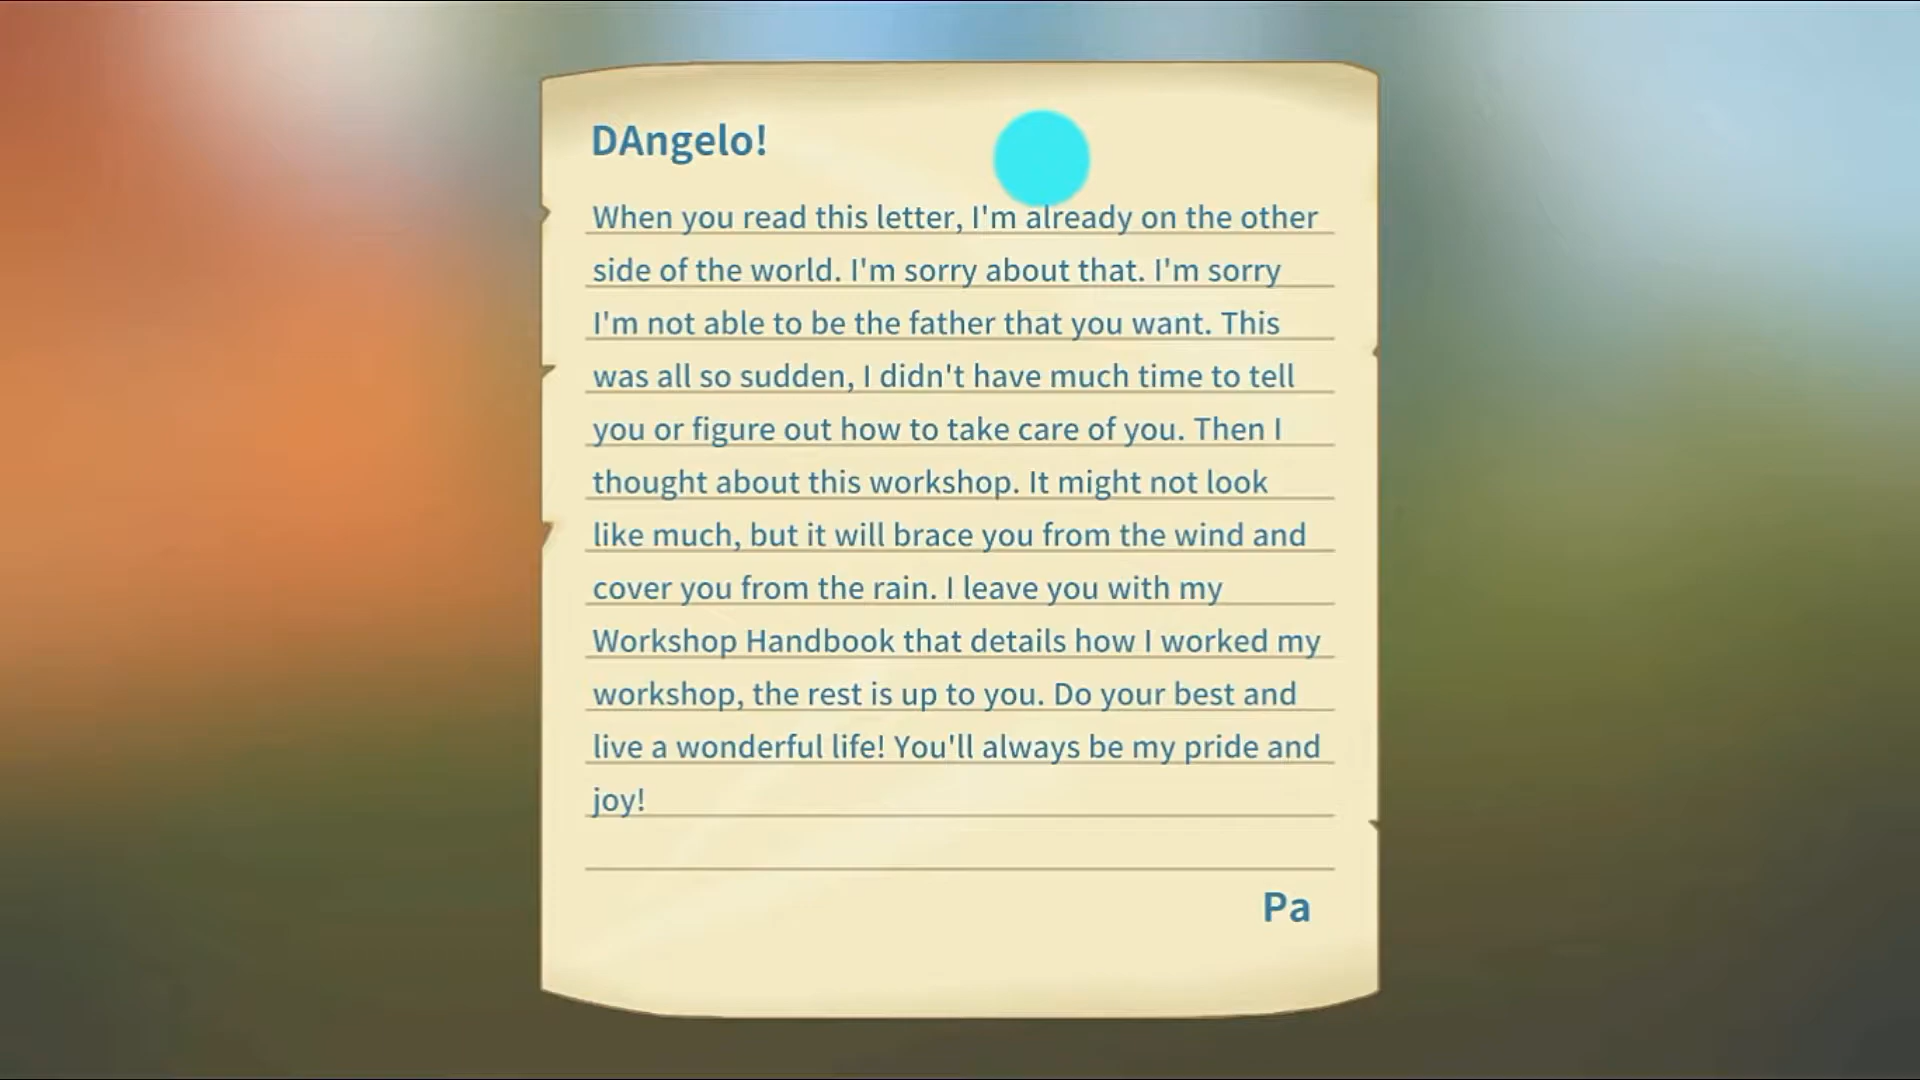 DAngelo!
When you read this letter, I'm already on the other
side of the world. I'm sorry about that. I'm sorry
I'm not able to be the father that you want. This
was all so sudden, I didn't have much time to tell
you or figure out how to take care of you. Then I
thought about this workshop. It might not look
like much, but it will brace you from the wind and
cover you from the rain. I leave you with my
Workshop Handbook that details how I worked my
workshop, the rest is up to you. Do your best and
live a wonderful life! You'll always be my pride and
joy!
Pa